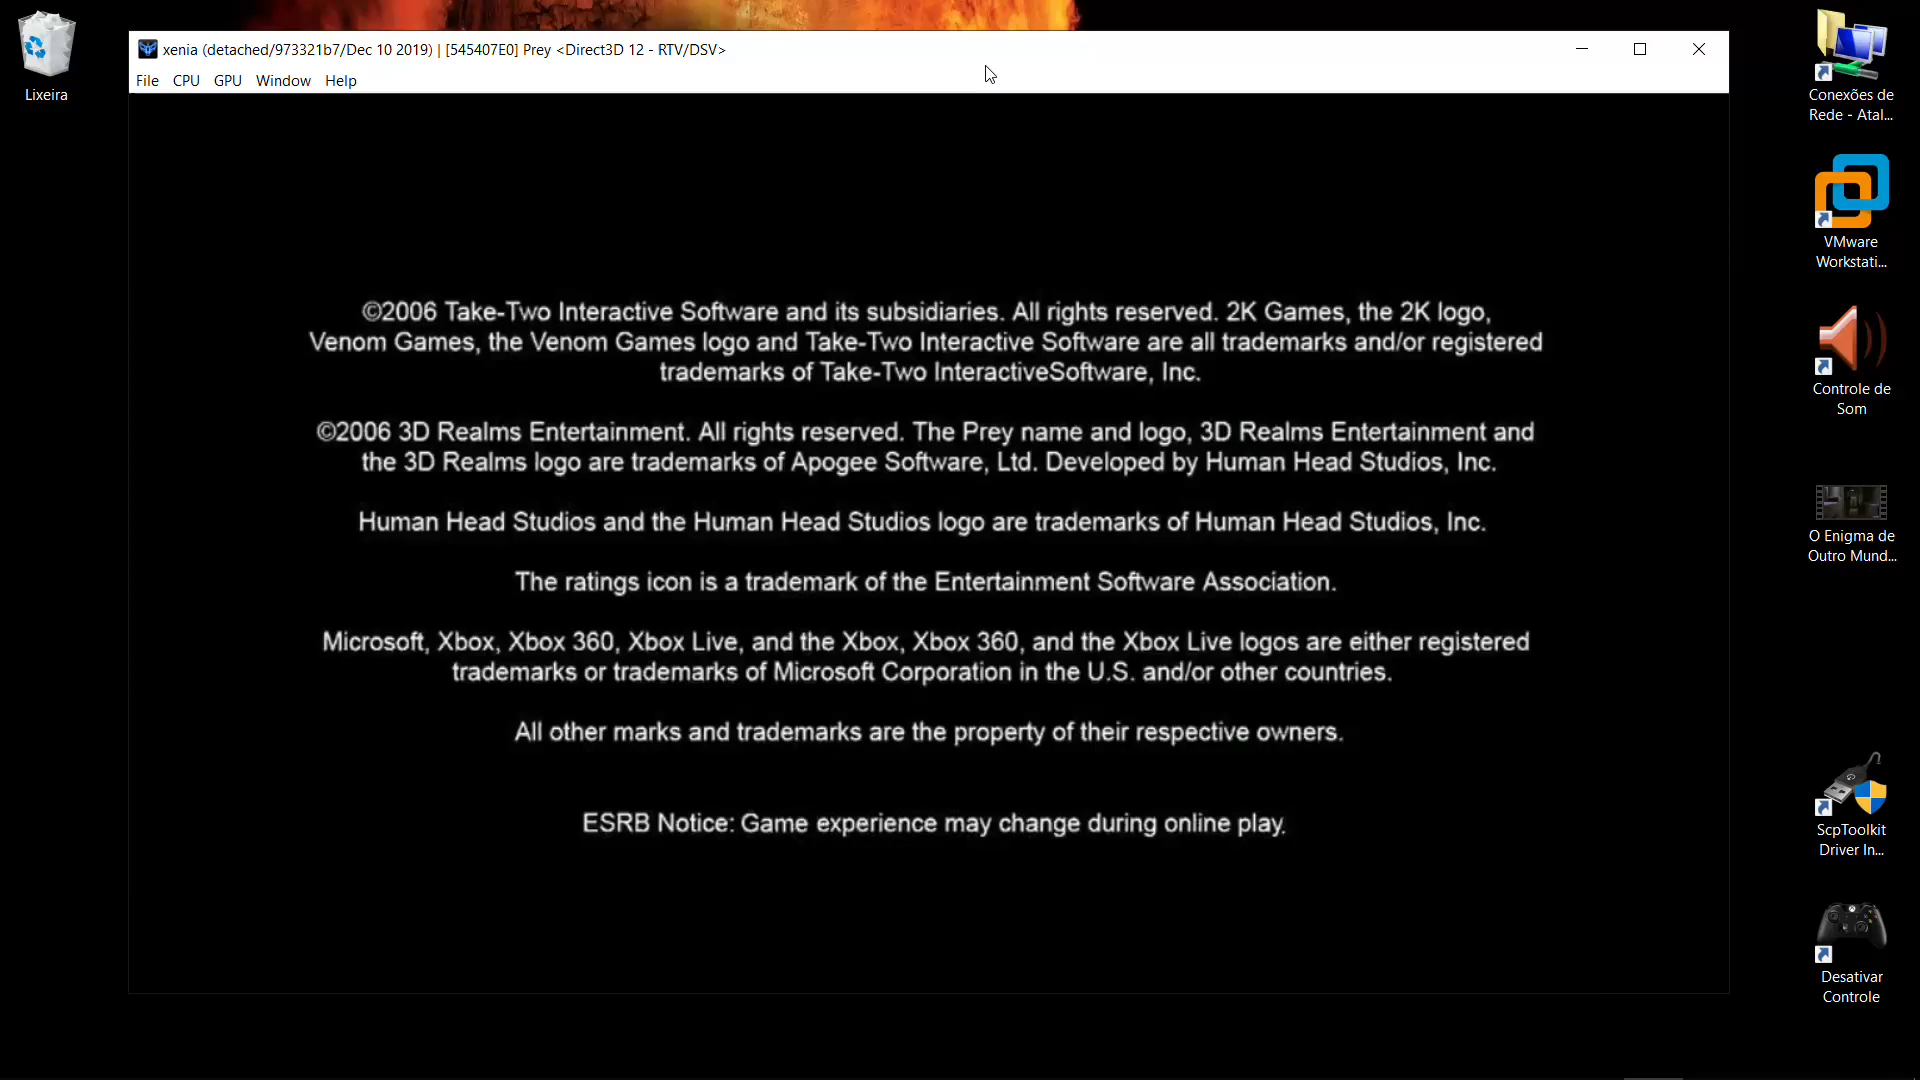 Lixeira
xenia (detached/973321b7/Dec 10 2019) | [545407E0] Prey <Direct3D 12 - RTV/DSV>
File CPU GPU Window Help
©2006 Take-Two Interactive Software and its subsidiaries. All rights reserved. 2K Games, the 2K logo,
Venom Games, the Venom Games logo and Take-Two Interactive Software are all trademarks and/or registered
trademarks of Take-Two InteractiveSoftware, Inc.
©2006 3D Realms Entertainment. All rights reserved. The Prey name and logo, 3D Realms Entertainment and
the 3D Realms logo are trademarks of Apogee Software, Ltd. Developed by Human Head Studios, Inc.
Human Head Studios and the Human Head Studios logo are trademarks of Human Head Studios, Inc.
The ratings icon is a trademark of the Entertainment Software Association.
Microsoft, Xbox, Xbox 360, Xbox Live, and the Xbox, Xbox 360, and the Xbox Live logos are either registered
trademarks or trademarks of Microsoft Corporation in the U.S. and/or other countries.
All other marks and trademarks are the property of their respective owners.
ESRB Notice: Game experience may change during online play.
Conexões de
Rede - Atal...
VMware
Workstati...
Controle de
Som
O Enigma de
Outro Mund...
ScpToolkit
Driver In...
Desativar
Controle